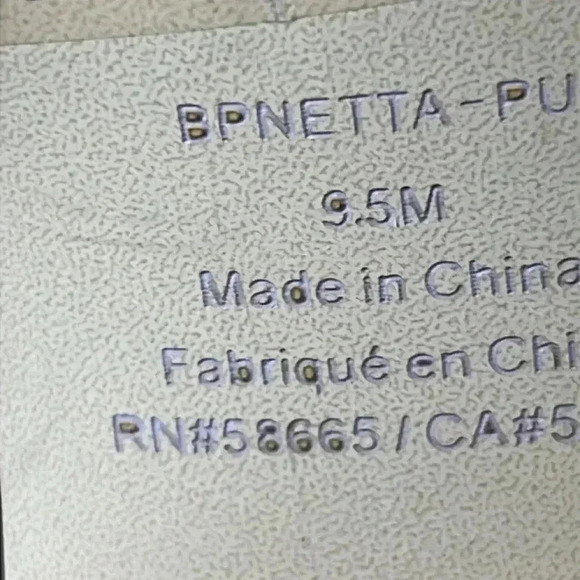 BPNETTA-PU
9.5M
Made in China
Fabriqué en Chi
RN#58665 / CA#5